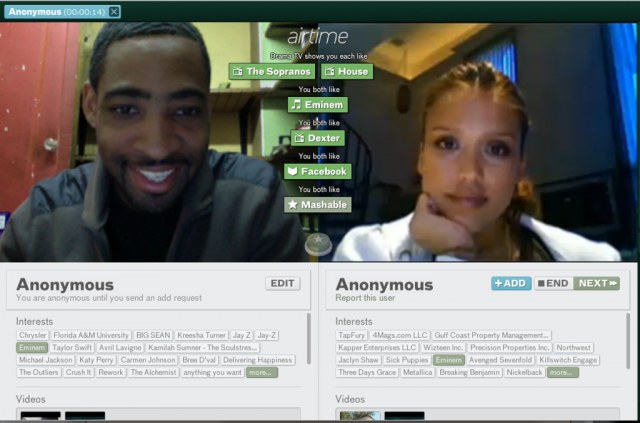 Anonymous (00:00:14)
airtime
Drama TV shows you each like
The Sopranos House
You both like
Eminem
You both like
Dexter
You both like
Facebook
You both like
Mashable
Anonymous EDIT
You are anonymous until you send an add request
Interests
Chrysler Florida A&M University BIG SEAN Kreesha Turner Jay Z Jay-Z
Eminem Taylor Swift Avril Lavigne Kamilah Sumner - The Soulstres...
Michael Jackson Katy Perry Carmen Johnson Bree D'val Delivering Happiness
The Outliers Crush It Rework The Alchemist anything you want more...
Videos
Anonymous +ADD END NEXT
Report this user
Interests
TapFury 4Mags.com LLC Gulf Coast Property Management...
Kapper Enterprises LLC Wizteen Inc. Precision Properties Inc. Northwest
Jaclyn Shaw Sick Puppies Eminem Avenged Sevenfold Killswitch Engage
Three Days Grace Metallica Breaking Benjamin Nickelback more...
Videos